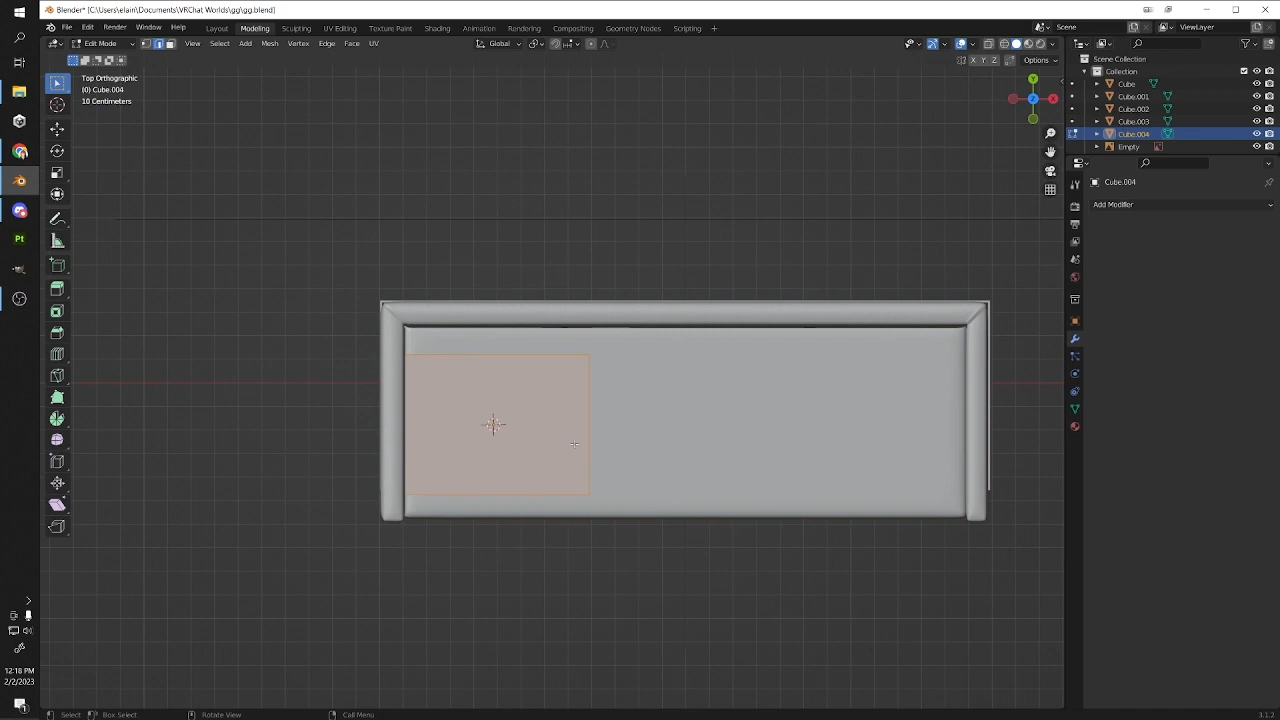 Blender* [C:\Users\elain\Documents\VRChat Worlds\gg\gg.blend]
File Edit Render Window Help Layout Modeling Sculpting UV Editing Texture Paint Shading Animation Rendering Compositing Geometry Nodes Scripting + Scene ViewLayer
Edit Mode View Select Add Mesh Vertex Edge Face UV Global
X Y Z Options
Top Orthographic
(0) Cube.004
10 Centimeters
Y
Z X
Scene Collection
Collection
Cube
Cube.001
Cube.002
Cube.003
Cube.004
Empty
Cube.004
Add Modifier
Pt
12:18 PM
2/2/2023
Select Box Select Rotate View Call Menu 3.1.2